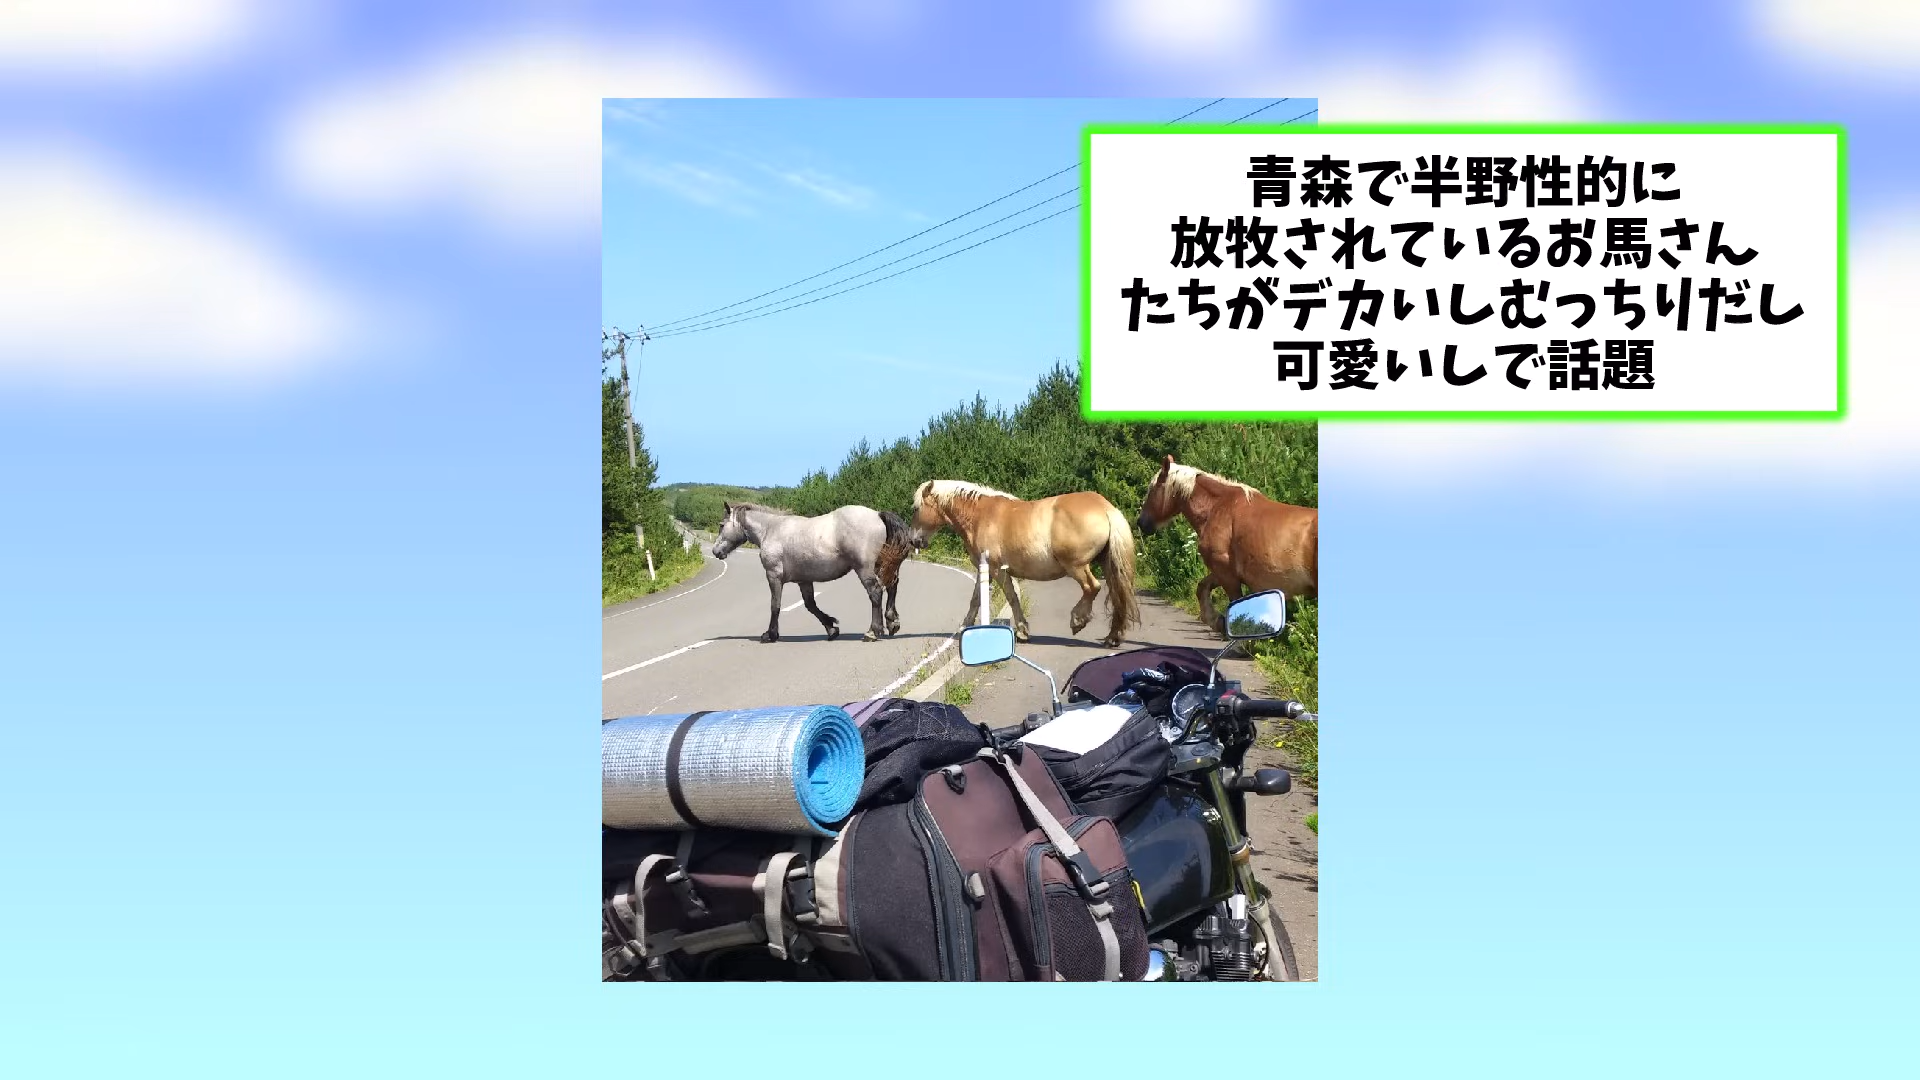 青森で半野性的に
放牧されているお馬さん
たちがデカいしむっちりだし
可愛いしで話題